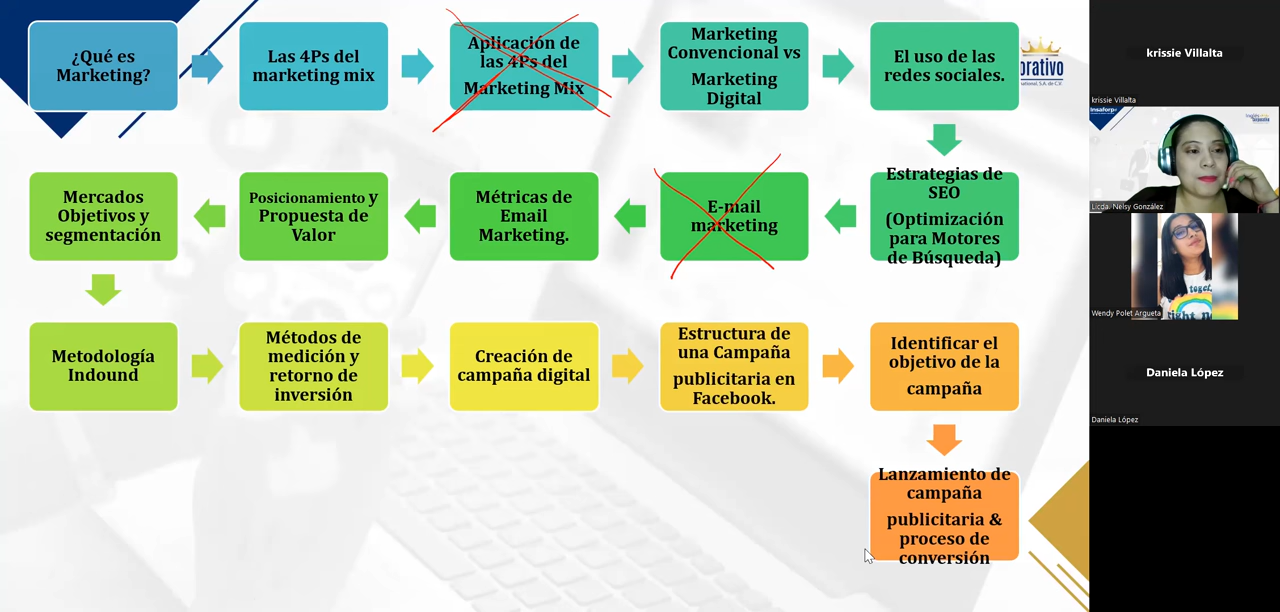 ¿Qué es
Marketing?
Las 4Ps del
marketing mix
Aplicación de
las 4Ps del
Marketing Mix
Marketing
Convencional vs
Marketing
Digital
El uso de las
redes sociales.
orativo
national, S.A. de C.V.
Estrategias de
SEO
(Optimización
para Motores
de Búsqueda)
E-mail
marketing
Métricas de
Email
Marketing.
Posicionamiento y
Propuesta de
Valor
Mercados
Objetivos y
segmentación
Metodología
Indound
Métodos de
medición y
retorno de
inversión
Creación de
campaña digital
Estructura de
una Campaña
publicitaria en
Facebook.
Identificar el
objetivo de la
campaña
Lanzamiento de
campaña
publicitaria &
proceso de
conversión
krissie Villalta
krissie Villalta
insaforp
Licda. Nelsy González
Wendy Polet Argueta
Daniela López
Daniela López